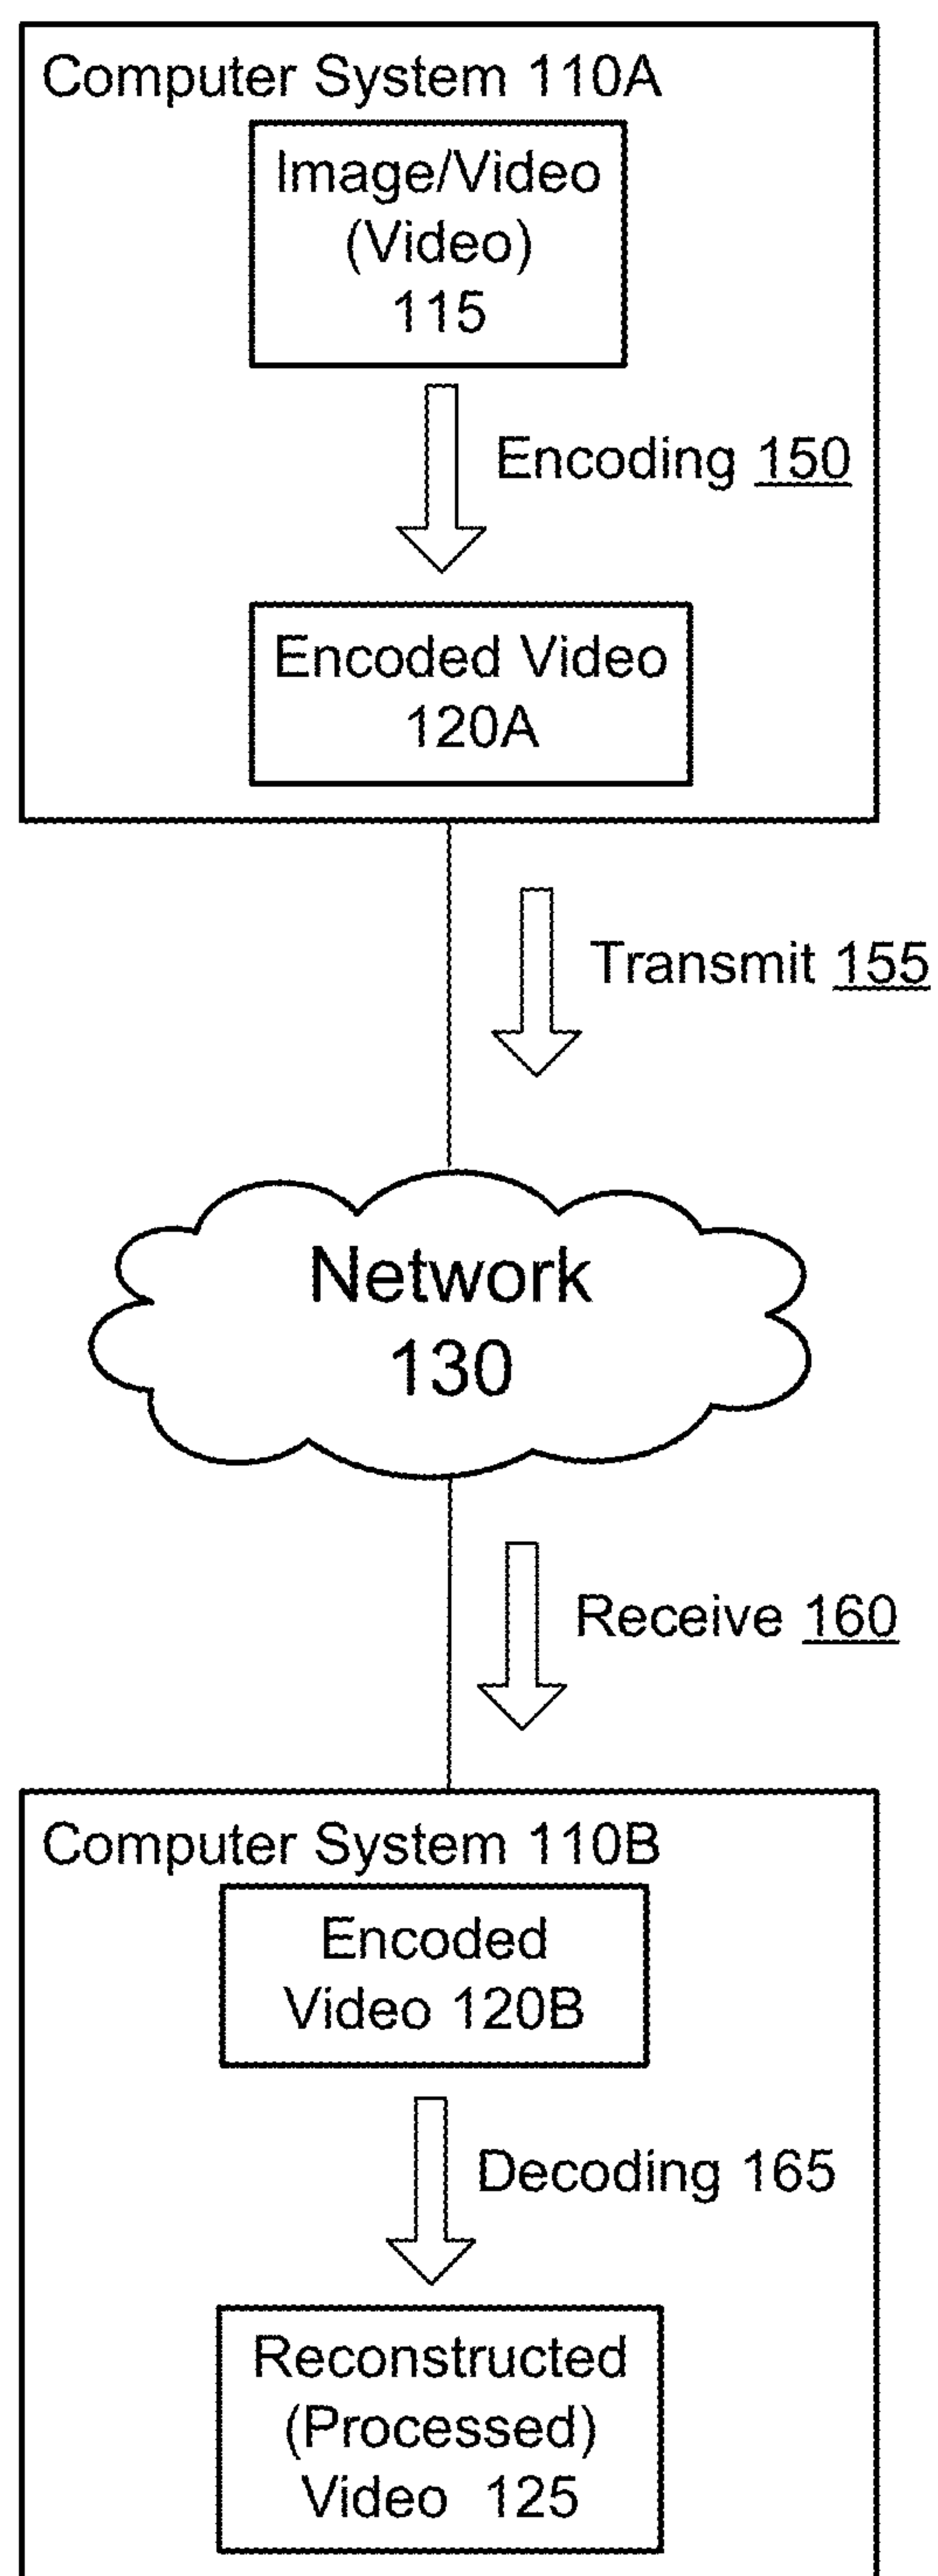 Computer System 110A
Image/Video
(Video)
115
Encoding 150
Encoded Video
120A
Transmit 155
Network
130
Receive 160
Computer System 110B
Encoded
Video 120B
Decoding 165
Reconstructed
(Processed)
Video 125